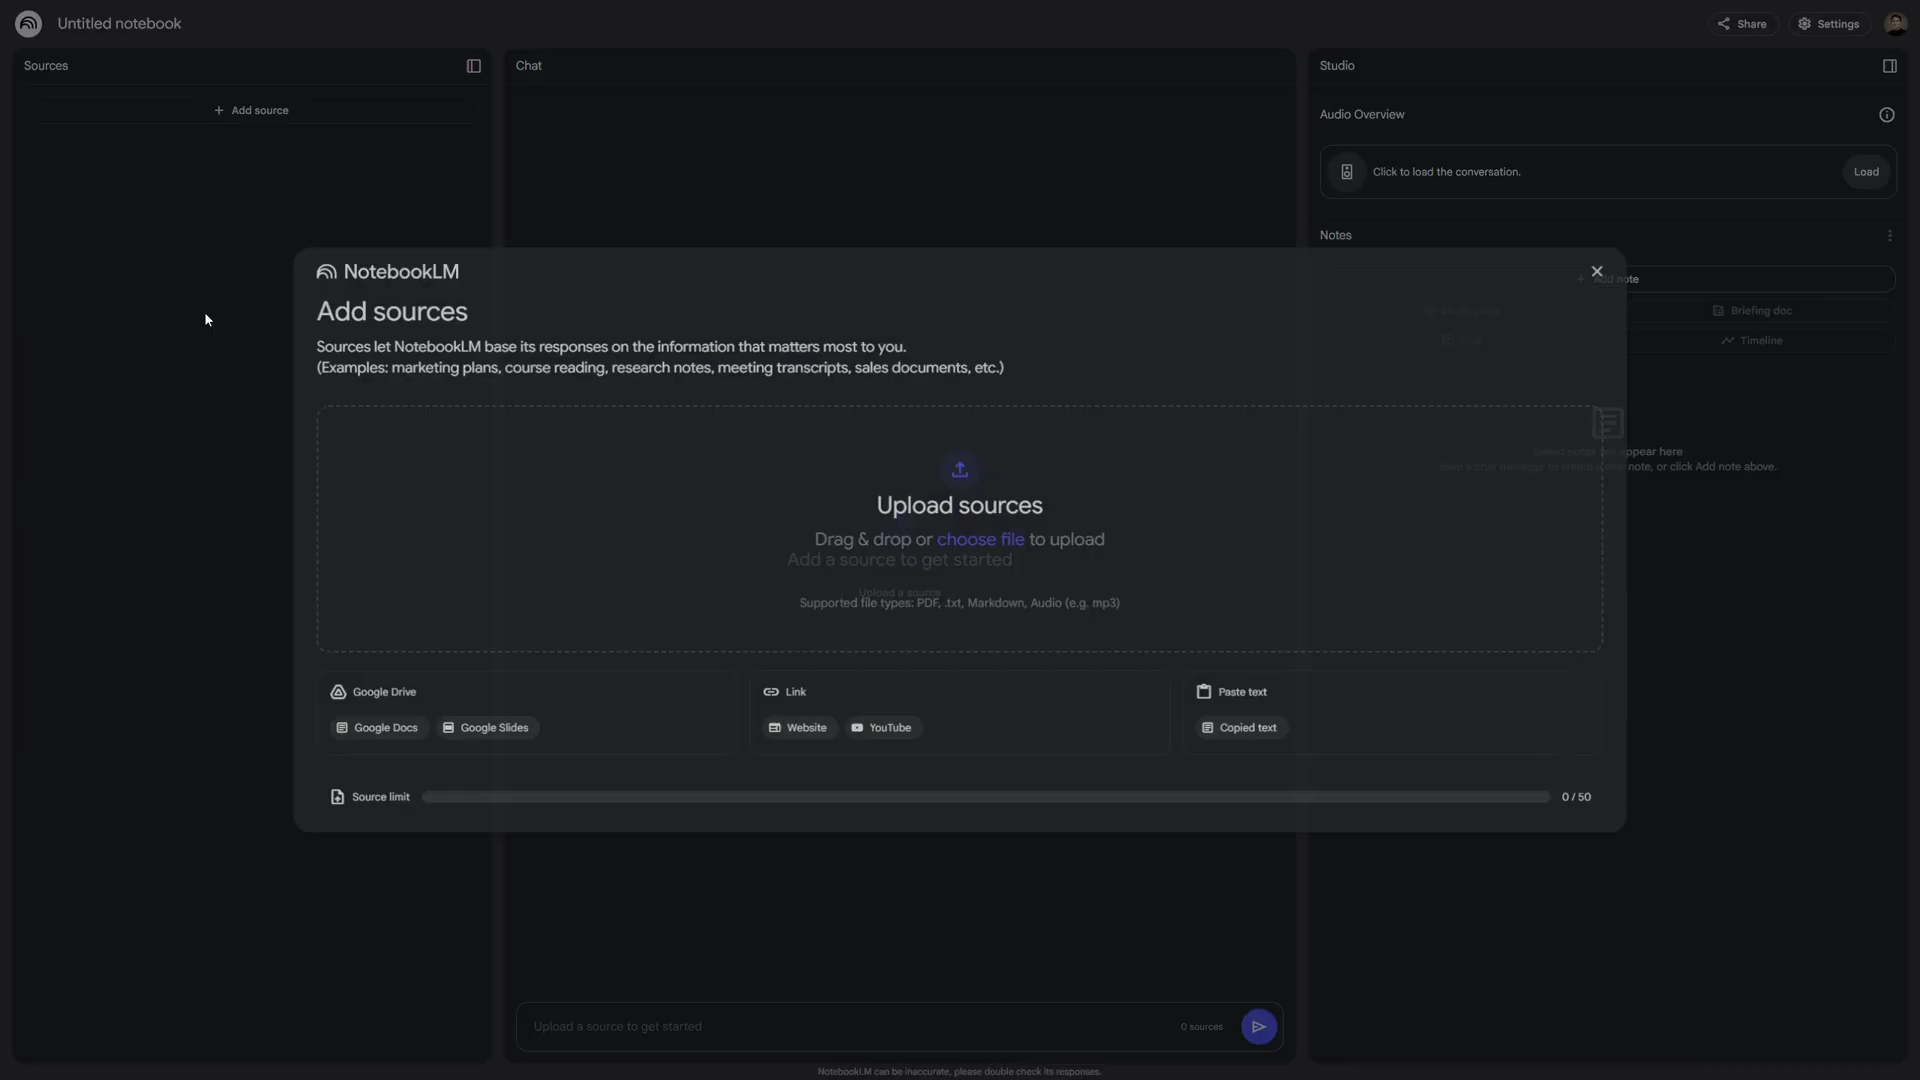 Untitled notebook
Share
Settings
Sources
Chat
Studio
+ Add source
Audio Overview
Click to load the conversation.
Load
Notes
NotebookLM
Add note
Add sources
Briefing doc
Timeline
Sources let NotebookLM base its responses on the information that matters most to you.
(Examples: marketing plans, course reading, research notes, meeting transcripts, sales documents, etc.)
appear here
note, or click Add note above.
Upload sources
Drag & drop or choose file to upload
Add a source to get started
Upload a source
Supported file types: PDF, .txt, Markdown, Audio (e.g. mp3)
Google Drive
Google Docs
Google Slides
Link
Website
YouTube
Paste text
Copied text
Source limit
0 / 50
Upload a source to get started
0 sources
NotebookLM can be inaccurate, please double check its responses.